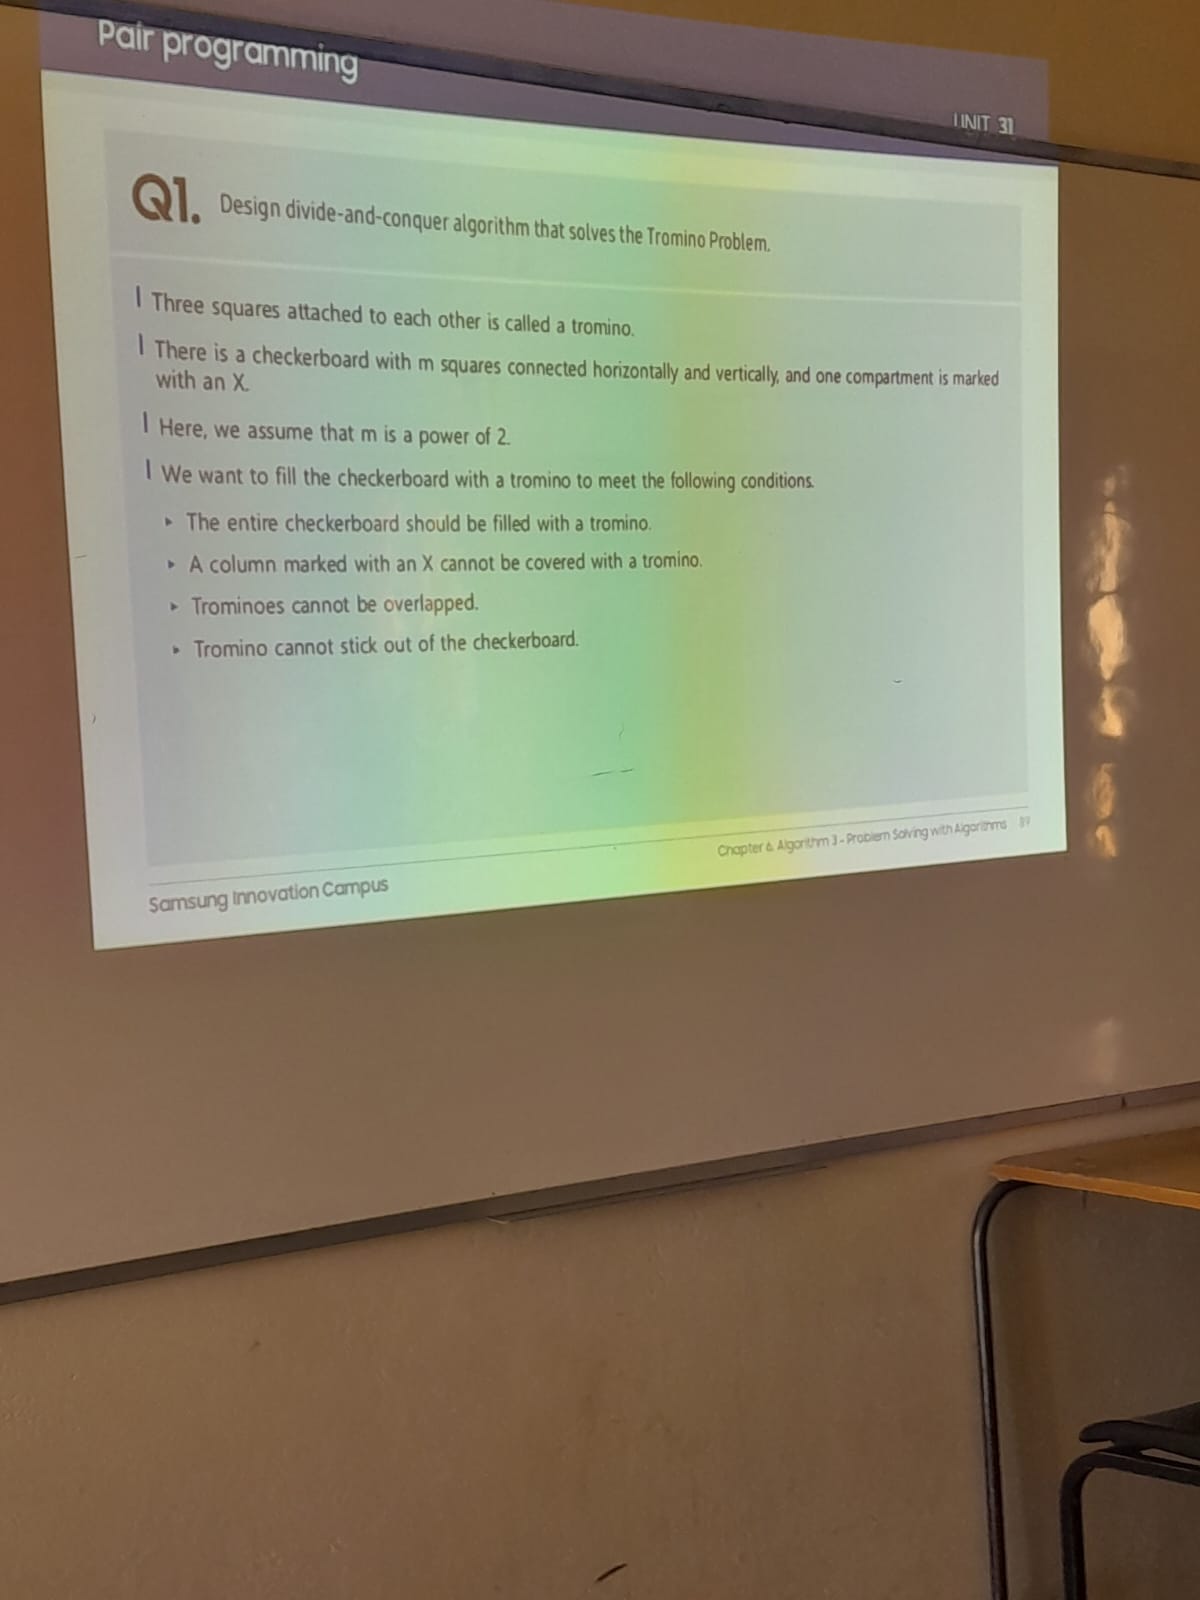 Pair programming
UNIT 31
Q1. Design divide-and-conquer algorithm that solves the Tromino Problem.
Three squares attached to each other is called a tromino.
There is a checkerboard with m squares connected horizontally and vertically, and one compartment is marked
with an X.
Here, we assume that m is a power of 2.
We want to fill the checkerboard with a tromino to meet the following conditions.
The entire checkerboard should be filled with a tromino.
A column marked with an X cannot be covered with a tromino.
Trominoes cannot be overlapped.
Tromino cannot stick out of the checkerboard.
Samsung Innovation Campus
Chapter 6. Algorithm 3 - Problem Solving with Algorithms 89